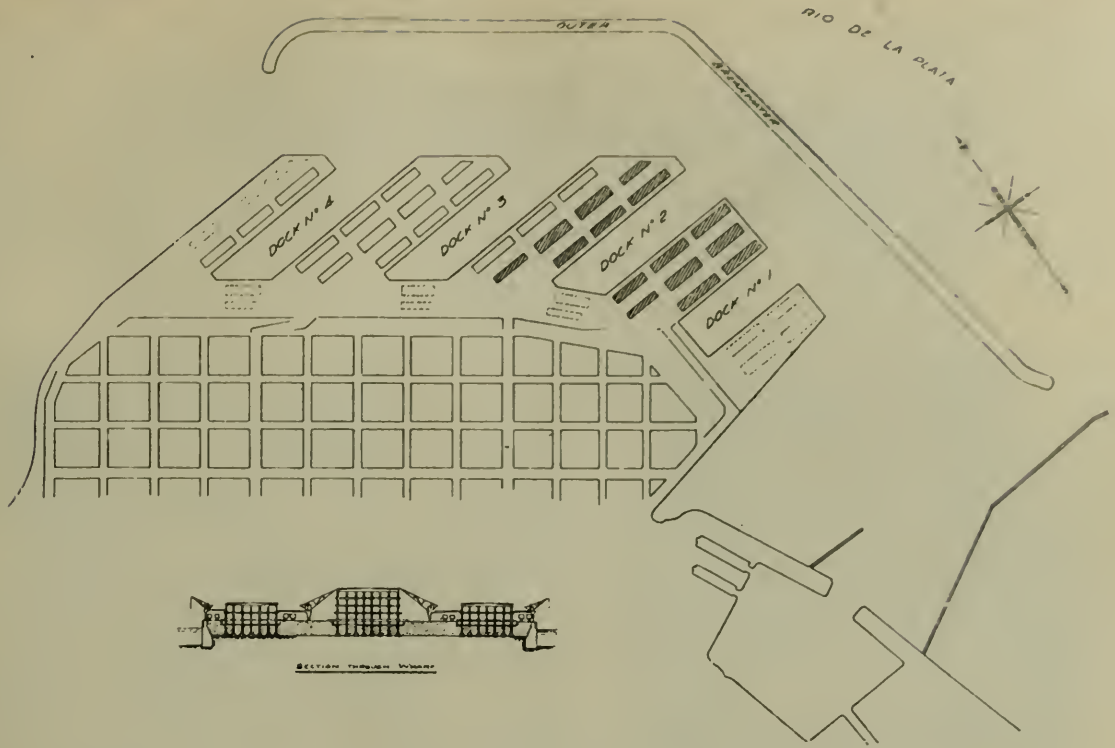 RIO DE LA PLATA
OUTER
BREAKWATER
DOCK Nº 4
DOCK Nº 3
DOCK Nº 2
DOCK Nº 1
SECTION THROUGH WHARF